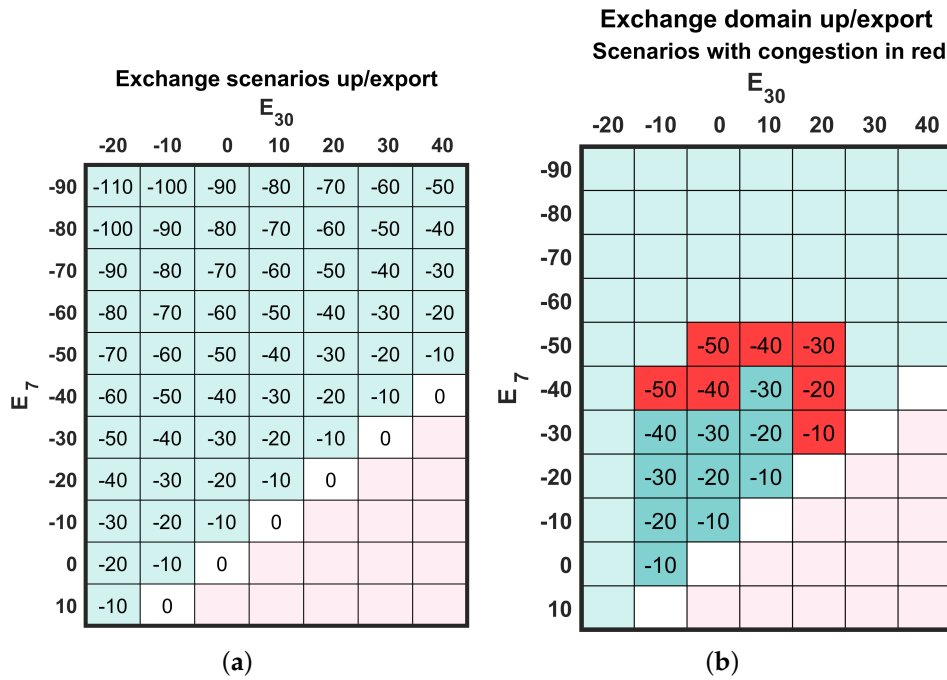 Exchange scenarios up/export
E30
-20 -10 0 10 20 30 40
-90 -110 -100 -90 -80 -70 -60 -50
-80 -100 -90 -80 -70 -60 -50 -40
-70 -90 -80 -70 -60 -50 -40 -30
-60 -80 -70 -60 -50 -40 -30 -20
-50 -70 -60 -50 -40 -30 -20 -10
-40 -60 -50 -40 -30 -20 -10 0
-30 -50 -40 -30 -20 -10 0
-20 -40 -30 -20 -10 0
-10 -30 -20 -10 0
0 -20 -10 0
10 -10 0
E7
(a)
Exchange domain up/export
Scenarios with congestion in red
E30
-20 -10 0 10 20 30 40
-90
-80
-70
-60
-50 -50 -40 -30
-40 -50 -40 -30 -20
-30 -40 -30 -20 -10
-20 -30 -20 -10
-10 -20 -10
0 -10
10
E7
(b)